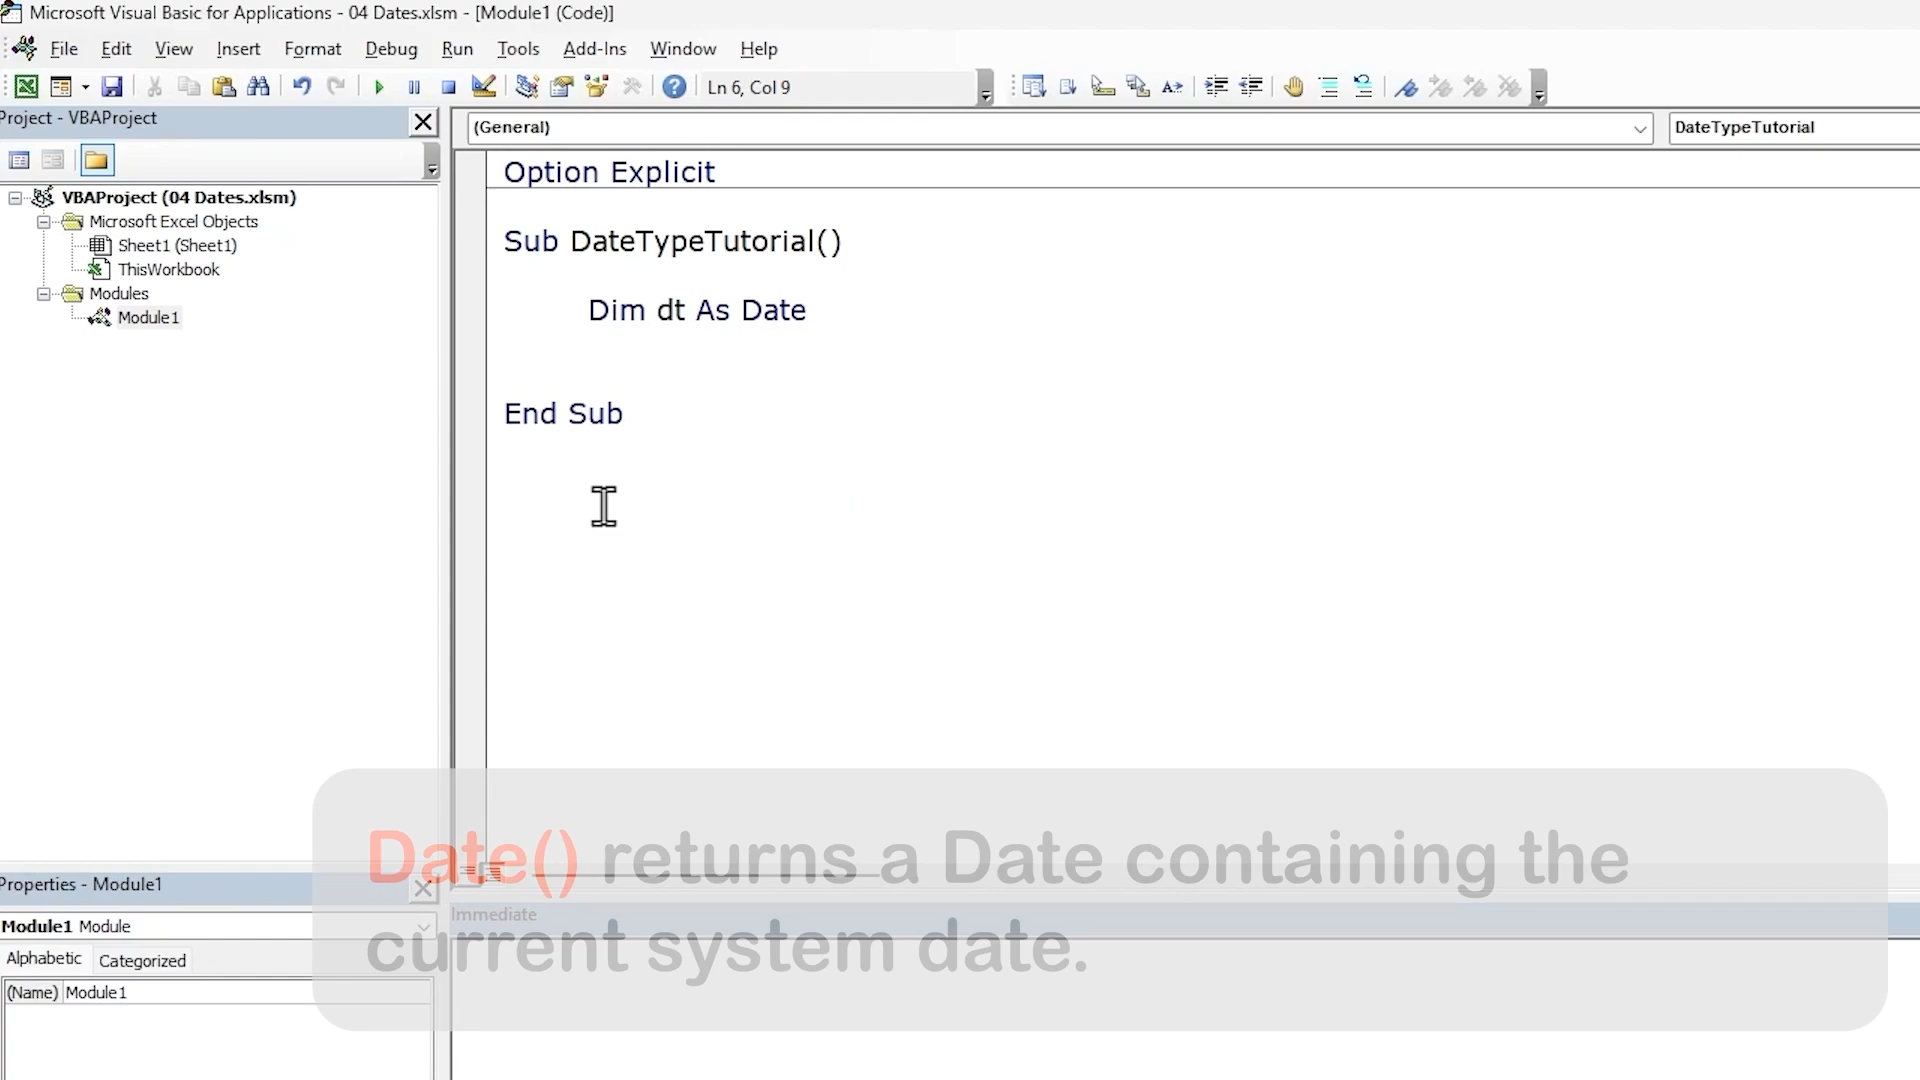 Microsoft Visual Basic for Applications - 04 Dates.xlsm - [Module1 (Code)]
File Edit View Insert Format Debug Run Tools Add-Ins Window Help
Ln 6, Col 9
Project - VBAProject
(General)
DateTypeTutorial
VBAProject (04 Dates.xlsm)
Microsoft Excel Objects
Sheet1 (Sheet1)
ThisWorkbook
Modules
Module1
Option Explicit
Sub DateTypeTutorial()
Dim dt As Date
End Sub
Properties - Module1
Module1 Module
Alphabetic Categorized
(Name) Module1
Immediate
Date() returns a Date containing the
current system date.